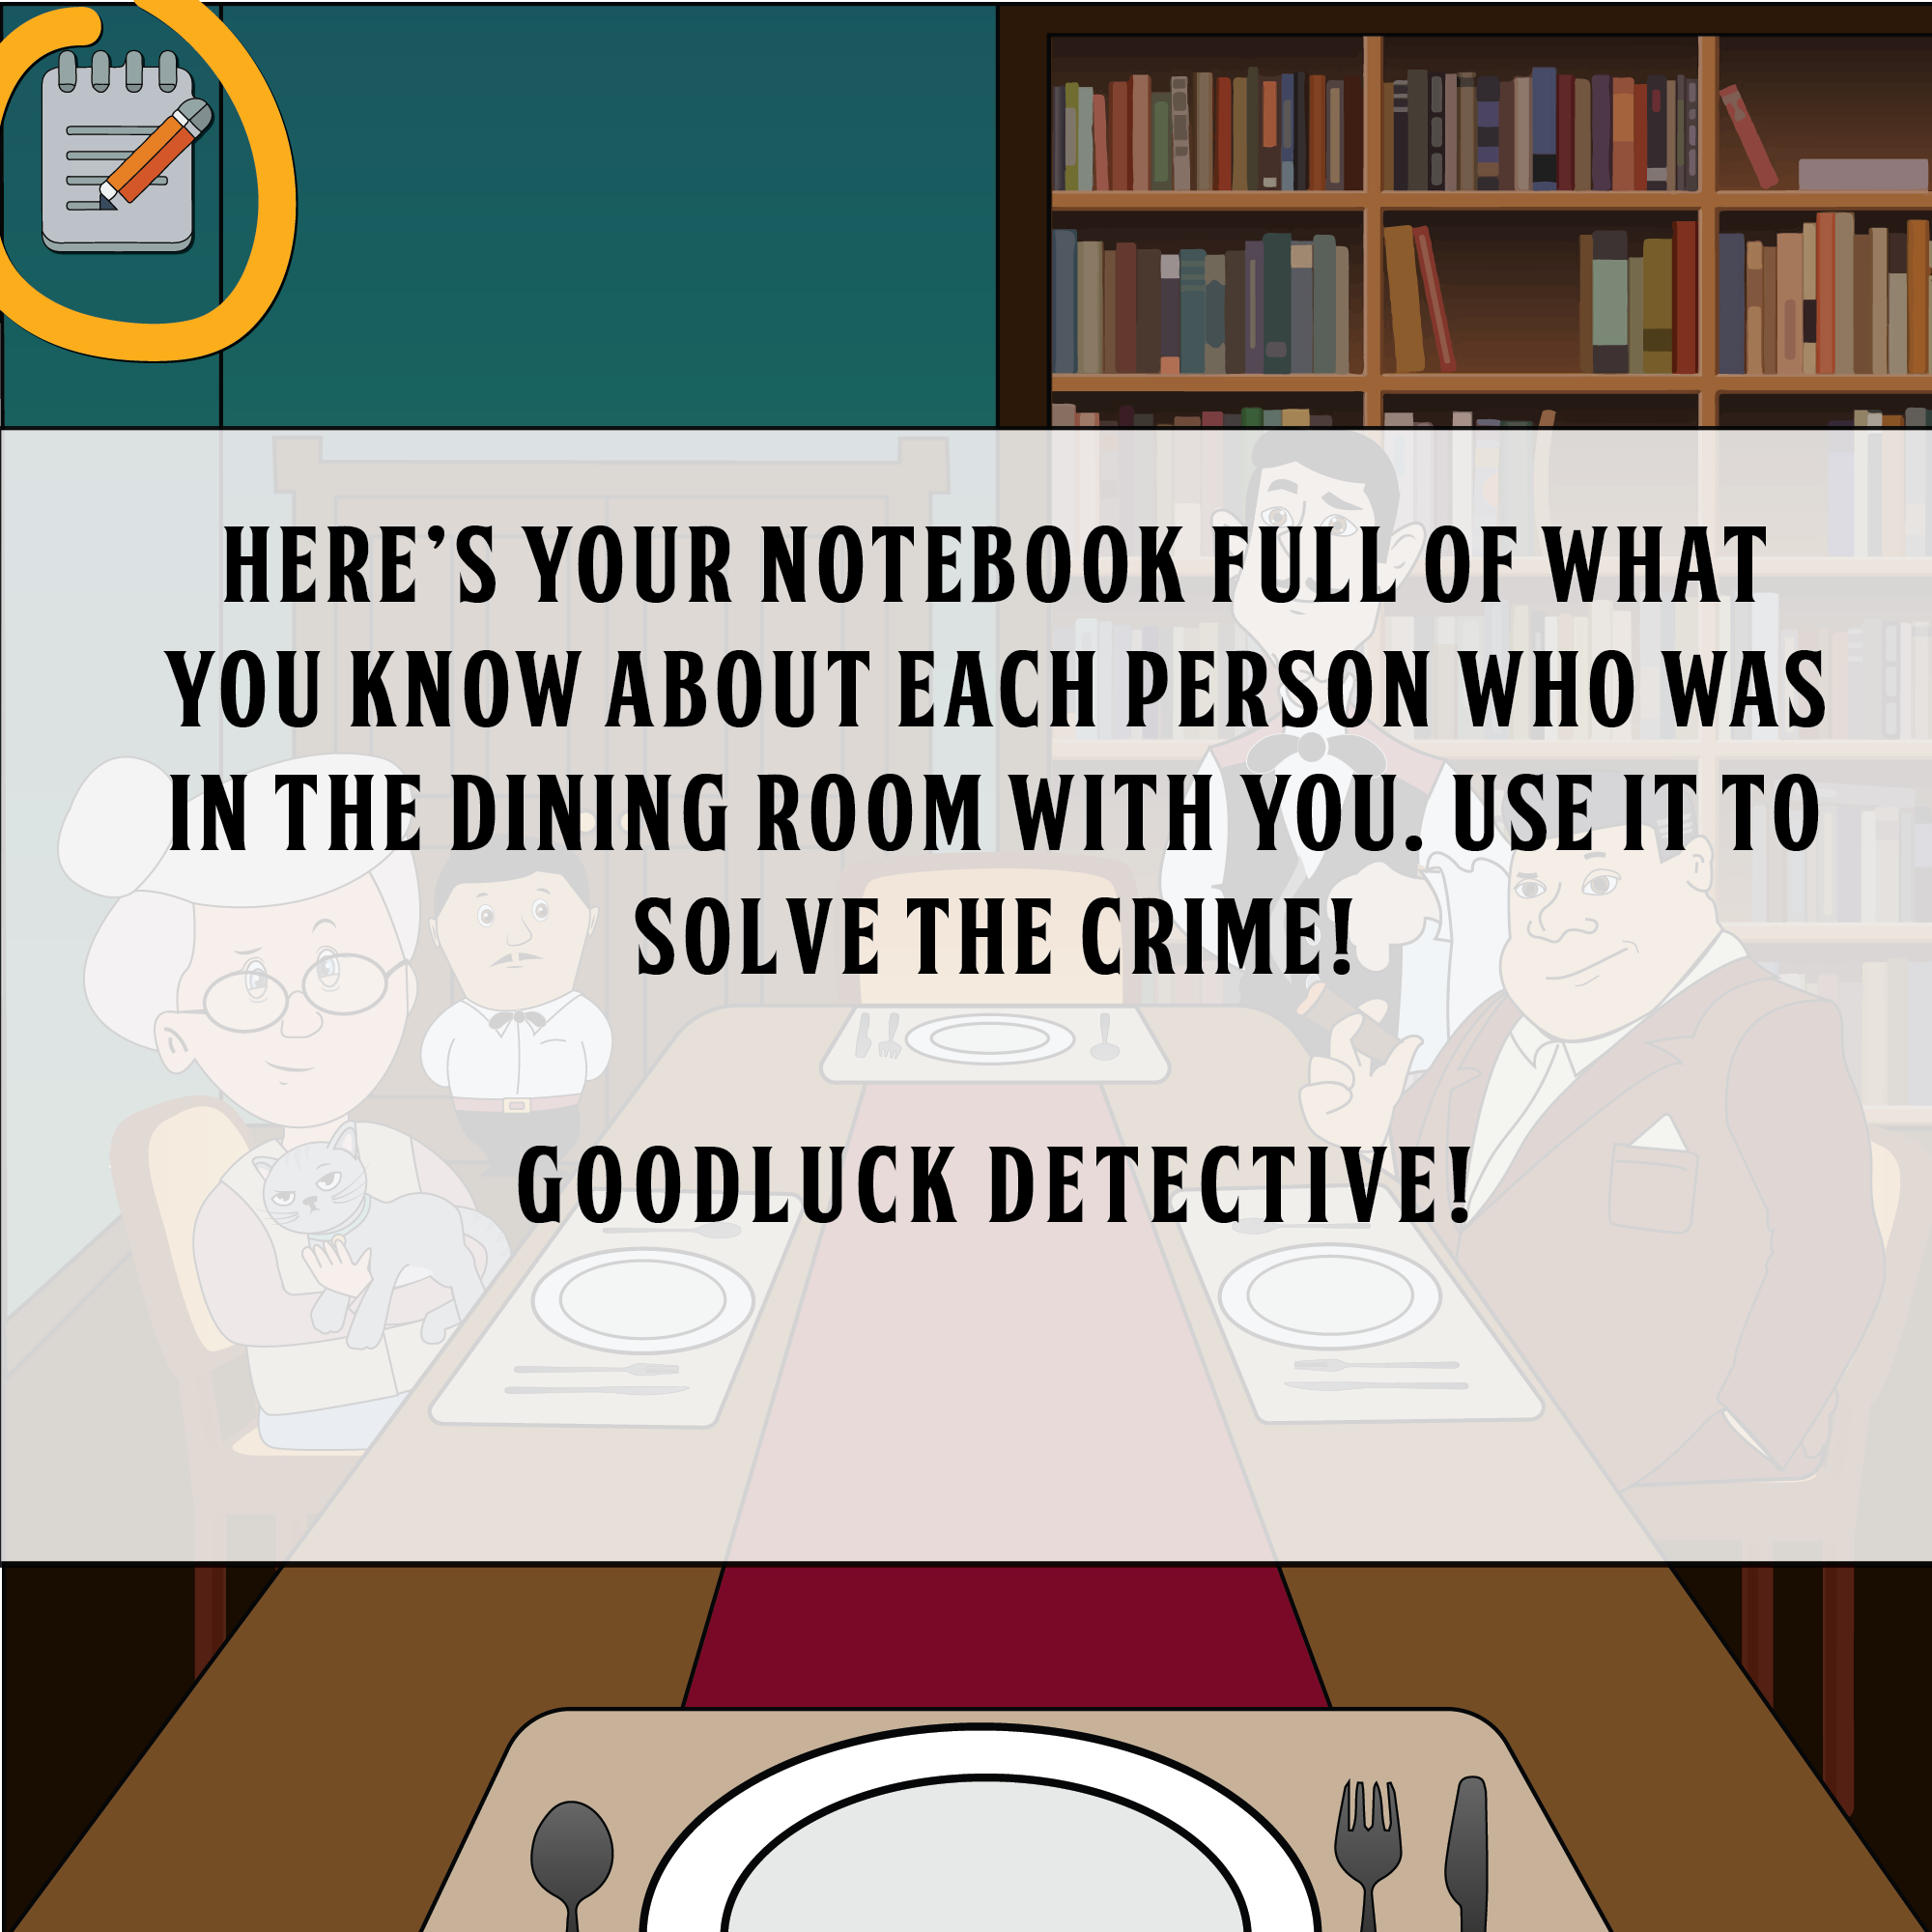 HERE'S YOUR NOTEBOOK FULL OF WHAT
YOU KNOW ABOUT EACH PERSON WHO WAS
IN THE DINING ROOM WITH YOU. USE IT TO
SOLVE THE CRIME!
GOODLUCK DETECTIVE!